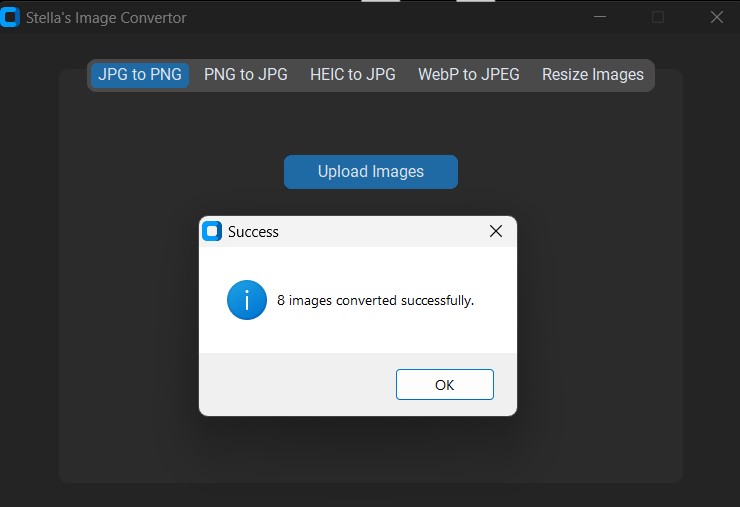 Stella's Image Convertor
JPG to PNG PNG to JPG HEIC to JPG WebP to JPEG Resize Images
Upload Images
Success
8 images converted successfully.
OK